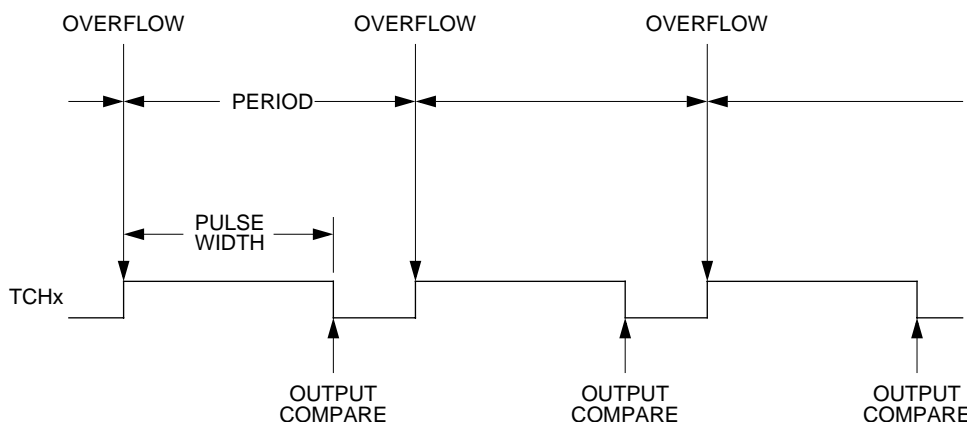 OVERFLOW OVERFLOW OVERFLOW
PERIOD
PULSE
WIDTH
TCHx
OUTPUT
COMPARE
OUTPUT
COMPARE
OUTPUT
COMPARE